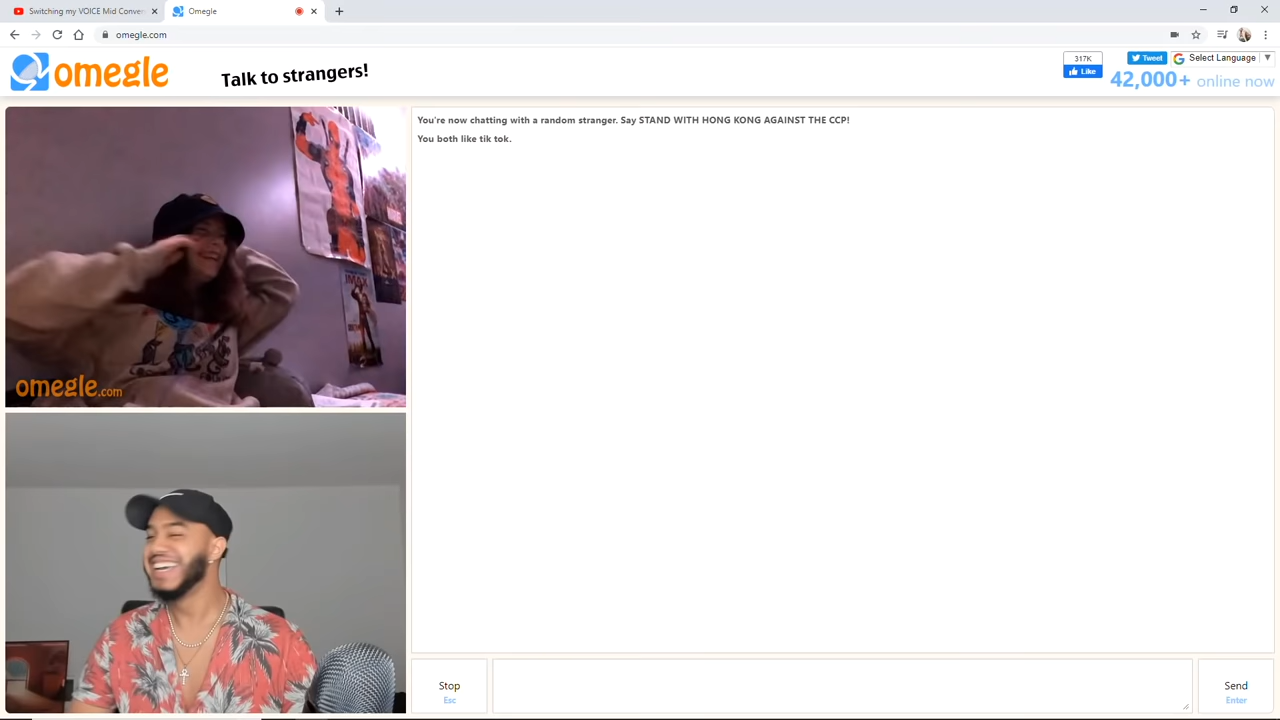 Switching my VOICE Mid Conver
Omegle
omegle.com
omegle
Talk to strangers!
317K
Like
Tweet
Select Language
42,000+ online now
You're now chatting with a random stranger. Say STAND WITH HONG KONG AGAINST THE CCP!
You both like tik tok.
IMAX
omegle.com
Stop
Esc
Send
Enter